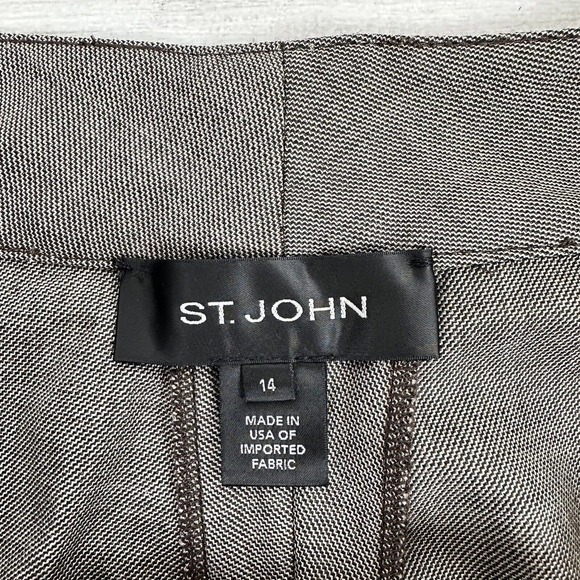 ST. JOHN
14
MADE IN
USA OF
IMPORTED
FABRIC